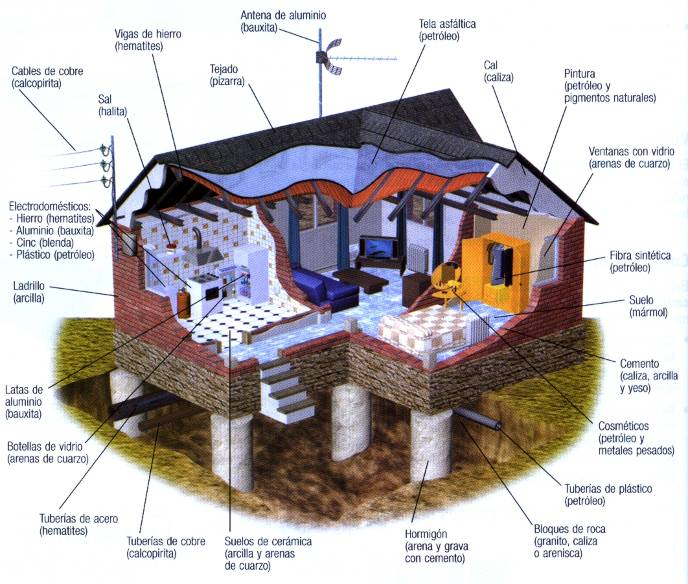 Antena de aluminio
(bauxita)
Tela asfáltica
(petróleo)
Vigas de hierro
(hematites)
Cal
(caliza)
Tejado
(pizarra)
Cables de cobre
(calcopirita)
Pintura
(petróleo y
pigmentos naturales)
Sal
(halita)
Ventanas con vidrio
(arenas de cuarzo)
Electrodomésticos:
- Hierro (hematites)
- Aluminio (bauxita)
- Cinc (blenda)
- Plástico (petróleo)
Fibra sintética
(petróleo)
Ladrillo
(arcilla)
Suelo
(mármol)
Cemento
(caliza, arcilla
y yeso)
Latas de
aluminio
(bauxita)
Cosméticos
(petróleo y
metales pesados)
Botellas de vidrio
(arenas de cuarzo)
Tuberías de plástico
(petróleo)
Tuberías de acero
(hematites)
Tuberías de cobre
(calcopirita)
Suelos de cerámica
(arcilla y arenas
de cuarzo)
Hormigón
(arena y grava
con cemento)
Bloques de roca
(granito, caliza
o arenisca)